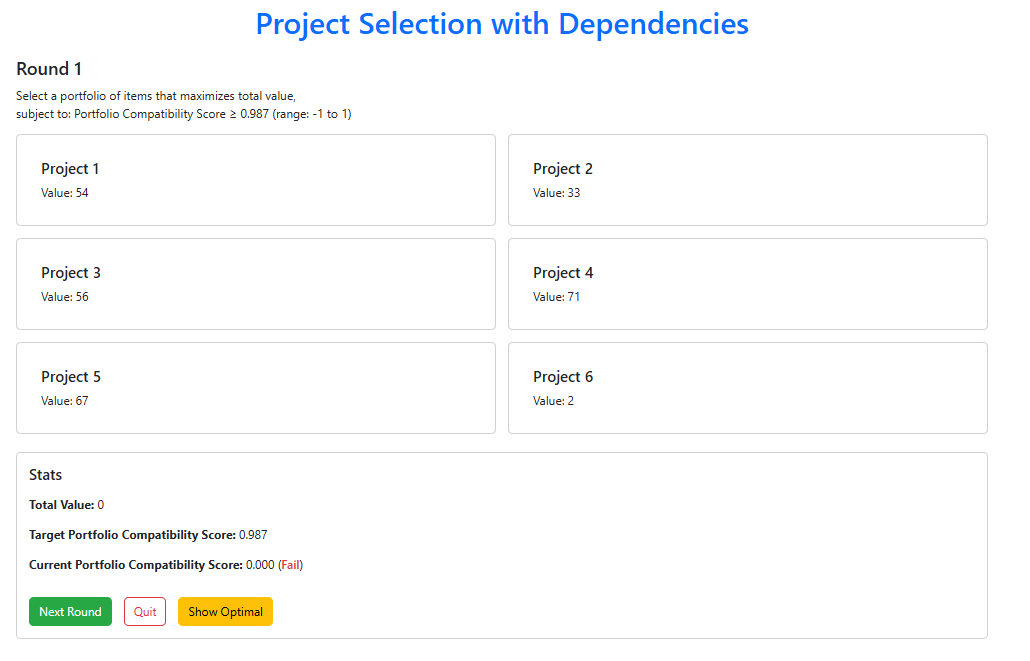 Project Selection with Dependencies
Round 1
Select a portfolio of items that maximizes total value,
subject to: Portfolio Compatibility Score ≥ 0.987 (range: -1 to 1)
Project 1
Value: 54
Project 2
Value: 33
Project 3
Value: 56
Project 4
Value: 71
Project 5
Value: 67
Project 6
Value: 2
Stats
Total Value: 0
Target Portfolio Compatibility Score: 0.987
Current Portfolio Compatibility Score: 0.000 (Fail)
Next Round Quit Show Optimal